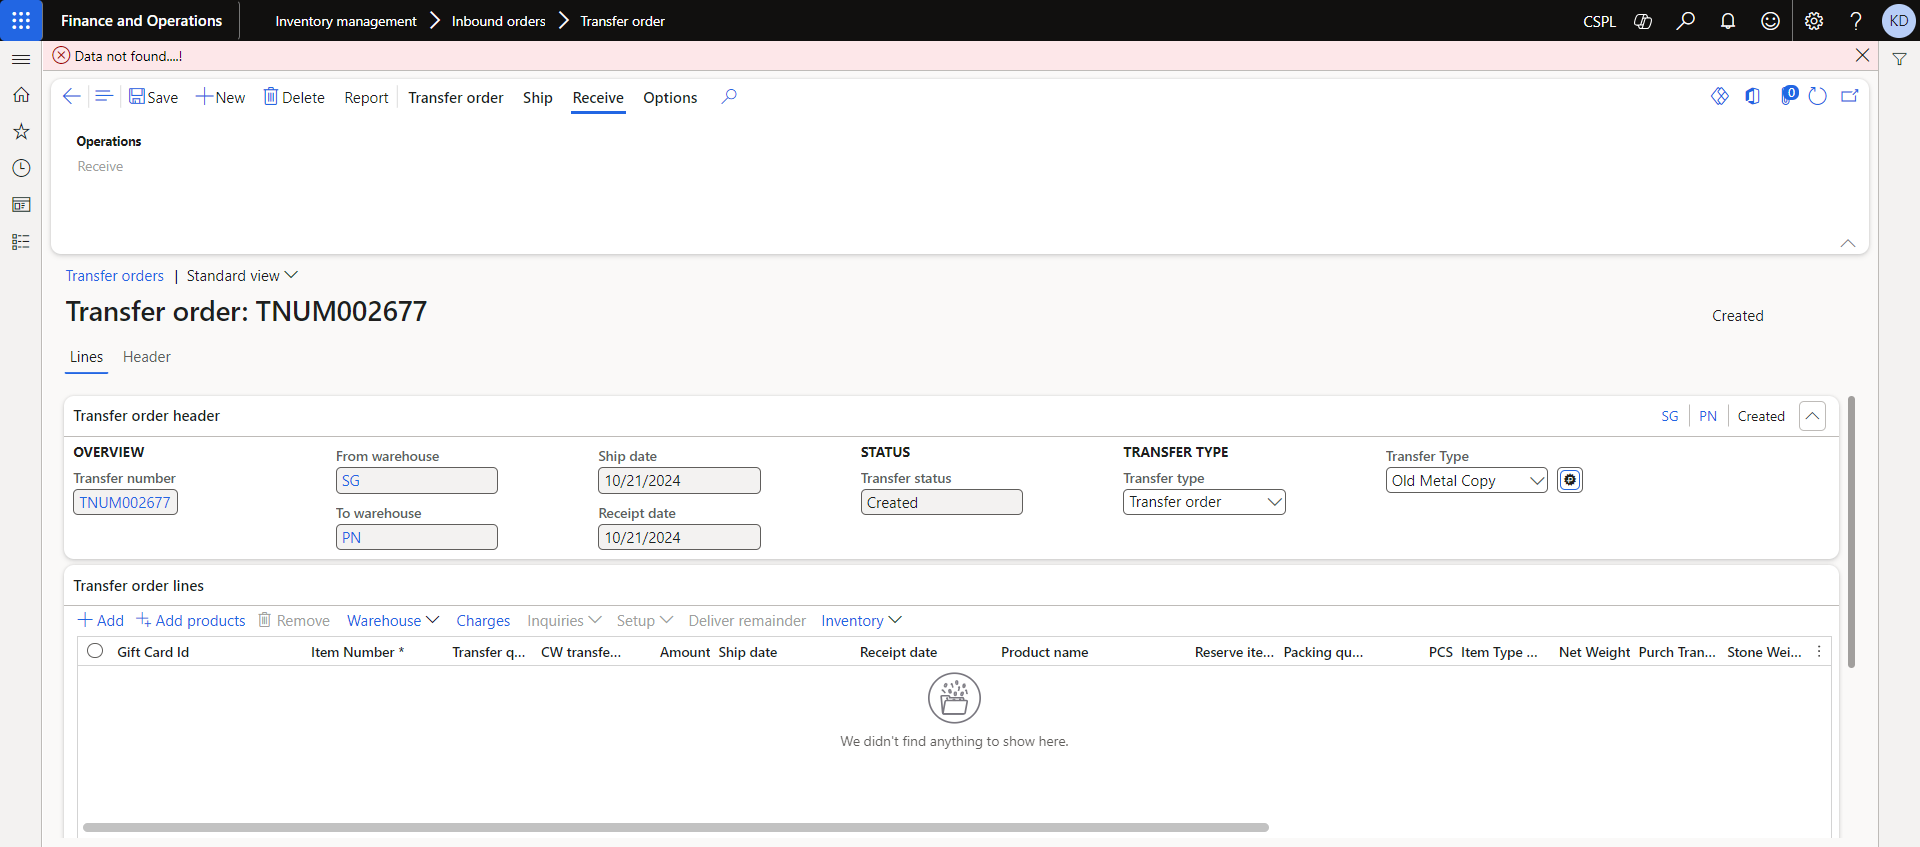 Finance and Operations
Inventory management > Inbound orders > Transfer order
CSPL
KD
Data not found....!
Save New Delete Report Transfer order Ship Receive Options
0
Operations
Receive
Transfer orders | Standard view
Transfer order: TNUM002677
Created
Lines Header
Transfer order header
SG PN Created
OVERVIEW
Transfer number
TNUM002677
From warehouse
SG
To warehouse
PN
Ship date
10/21/2024
Receipt date
10/21/2024
STATUS
Transfer status
Created
TRANSFER TYPE
Transfer type
Transfer order
Transfer Type
Old Metal Copy
Transfer order lines
Add Add products Remove Warehouse Charges Inquiries Setup Deliver remainder Inventory
Gift Card Id Item Number * Transfer q... CW transfe... Amount Ship date Receipt date Product name Reserve ite... Packing qu... PCS Item Type ... Net Weight Purch Tran... Stone Wei...
We didn't find anything to show here.